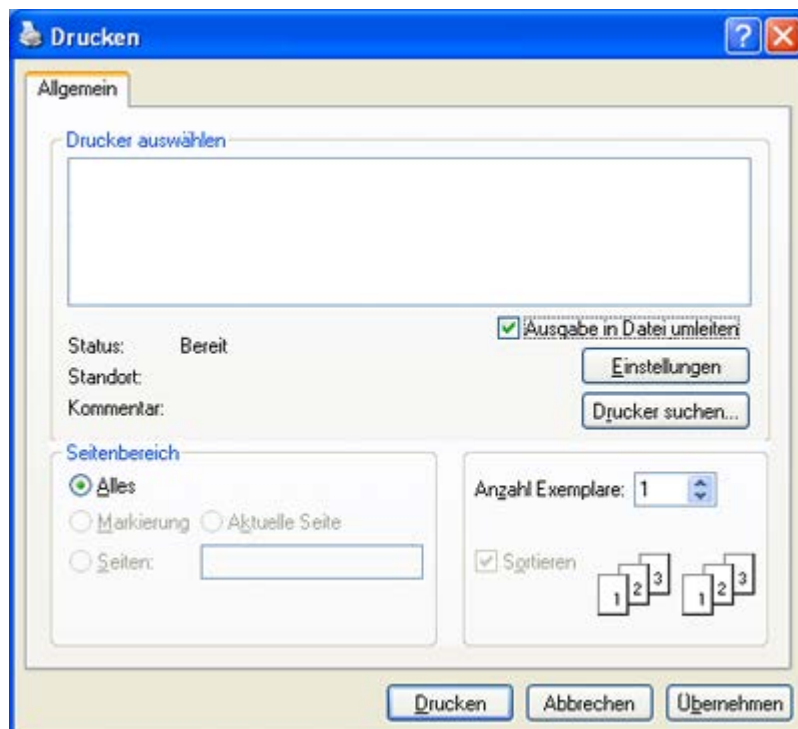 Drucken
Allgemein
Drucker auswählen
Ausgabe in Datei umleiten
Status: Bereit
Einstellungen
Standort:
Kommentar:
Drucker suchen...
Seitenbereich
Alles
Markierung Aktuelle Seite
Seiten:
Anzahl Exemplare: 1
Sortieren
1 2 3 1 2 3
Drucken Abbrechen Übernehmen